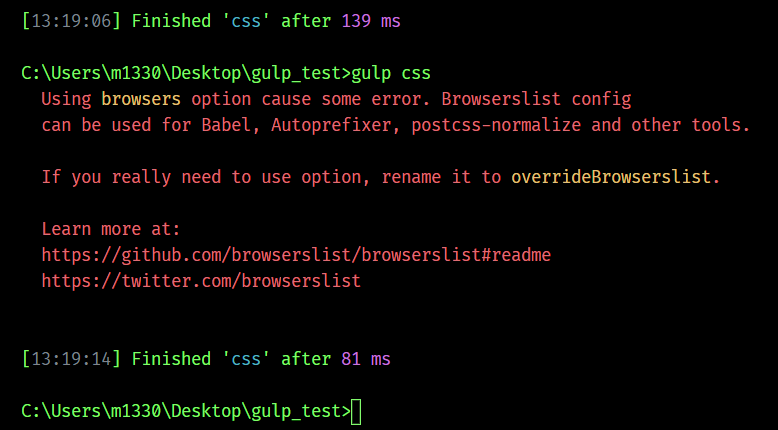 [13:19:06] Finished 'css' after 139 ms
C:\Users\m1330\Desktop\gulp_test>gulp css
Using browsers option cause some error. Browserslist config
can be used for Babel, Autoprefixer, postcss-normalize and other tools.
If you really need to use option, rename it to overrideBrowserslist.
Learn more at:
https://github.com/browserslist/browserslist#readme
https://twitter.com/browserslist
[13:19:14] Finished 'css' after 81 ms
C:\Users\m1330\Desktop\gulp_test>